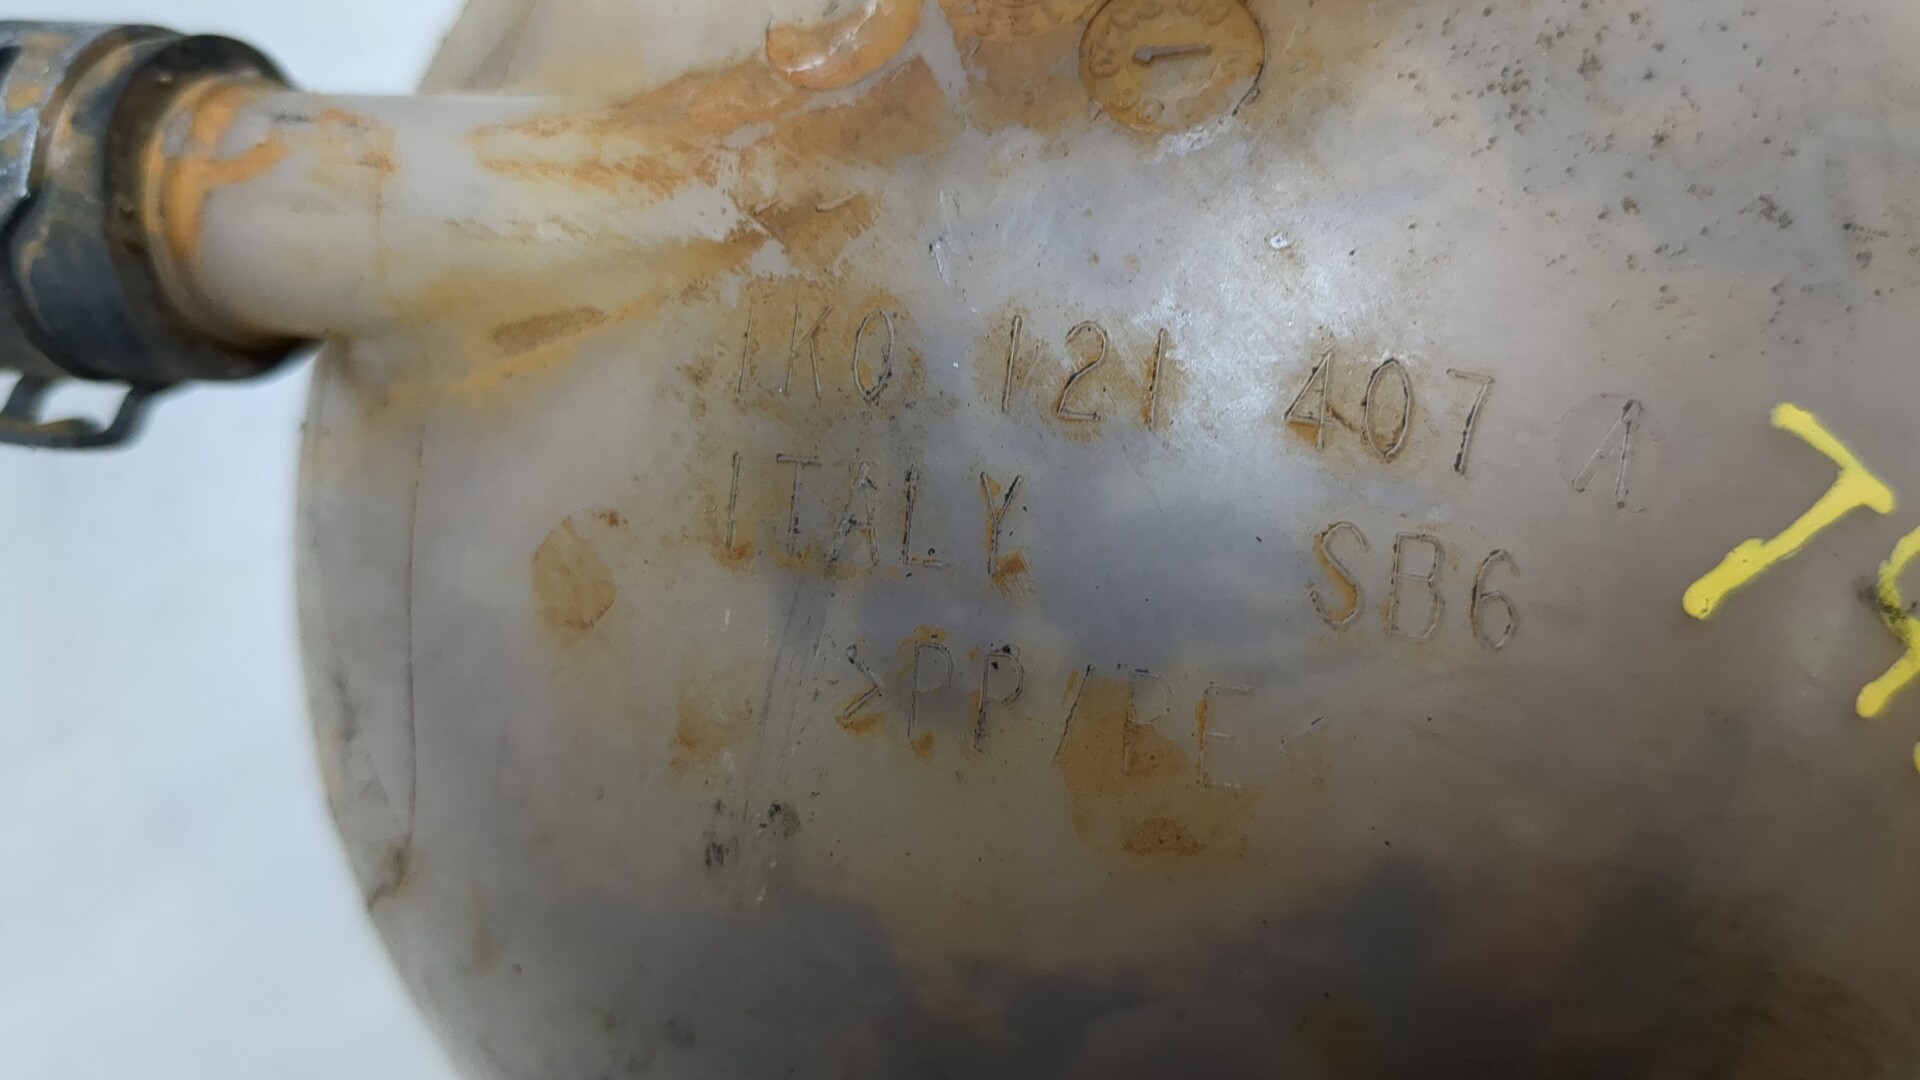 1K0 121 407 A
ITALY SB6
>PP/PE<